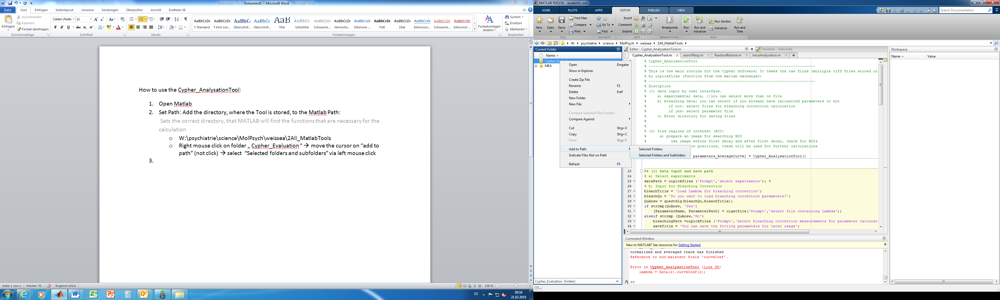 Dokument1 - Microsoft Word
Datei Start Einfügen Seitenlayout Verweise Sendungen Überprüfen Ansicht EndNote X8
Einfügen
Ausschneiden
Kopieren
Format übertragen
Zwischenablage
Calibri (Textk 11
F K U abc x₂ x²
Schriftart
Absatz
AaBbCcDc AaBbCcDc AaBbC( AaBbCc AaB AaBbCc. AaBbCcDc AaBbCcDc AaBbCcDc AaBbCcDc AaBbCcDc AaBbCcDc AABBCCDC AABBCCDC
¶ Standard ¶ Kein Lee... Überschrif... Überschrif... Titel Untertitel Schwache... Hervorhe... Intensive ... Fett Zitat Intensives... Schwache... Intensiver ...
Formatvorlagen ändern
Formatvorlagen
Suchen
Ersetzen
Markieren
Bearbeiten
How to use the Cypher_AnalysationTool:
1. Open Matlab
2. Set Path: Add the directory, where the Tool is stored, to the Matlab Path:
Sets the correct directory, that MATLAB will find the functions that are necessary for the
calculation
o W:\psychiatrie\science\MolPsych\weissea\2All_MatlabTools
o Right mouse click on folder „ Cypher_Evaluation “ → move the cursor on “add to
path” (not click) → select “Selected folders and subfolders” via left mouse click
3.
Seite: 1 von 1 Wörter: 70 Englisch (USA)
150 %
DE
09:54
21.02.2019
MATLAB R2015b - academic use
HOME PLOTS APPS EDITOR PUBLISH VIEW
Search Documentation
New Open Save
Find Files
Compare
Print
FILE
Go To
Find
NAVIGATE
Insert fx
Comment %
Indent
EDIT
Breakpoints
BREAKPOINTS
Run
Run and Advance
Run Section
Advance
Run and Time
RUN
W: psychiatrie science MolPsych weissea 2All_MatlabTools
Current Folder
Name
Cypher_Evaluation
MEA
Open Eingabe
Show in Explorer
Create Zip File
Rename F2
Delete Entf
New Folder
New File
Compare Selected Files/Folders
Compare Against
Cut Strg+X
Copy Strg+C
Paste Strg+V
Add to Path
Indicate Files Not on Path
Refresh F5
Selected Folders
Selected Folders and Subfolders
Cypher_Evaluation (Folder)
Editor - Cypher_AnalysationTool.m
Variables - Data.Data
Cypher_AnalysationTool.m searchResp.m ReadoutRestore.m traceAnalysation.m +
% Cypher_AnalysationTool
% ---------------------------------------------------------------------------
% This is the main routine for the Cypher Software; It takes the raw files (multiple tiff files stored in
% by uipickfiles (function from the matlab exchanger)
% ---------------------------------------------------------------------------
% Disciption
% (1) data input by user interface.
% a) experimental data, //you can select more than on file
% b) bleaching data; you can select if you already have calcualted parameters or not
% if not: select files for bleaching correction calculation
% if yes: select parameter file
% c) Enter directory for saving files
%
%
% (2) find regions of interest (ROI)
% a) prepare an image for searching ROI
% use image before first decay and after first decay, check for ROIs
in positions, these will be used for further calculations
parameters_AverageCurve] = Cypher_AnalysationTool()
23 %% (1) Data Input and save path
24 % a) Select experiments
25 dataPath = uipickfiles ('Prompt','select experiments'); %
26 % b) Input for Bleaching Correction
27 bleachTitle = 'Load Lambda for bleaching correction';
28 bleachQu = 'Do you want to load bleaching correction parameters?';
29 QuAnsw = questdlg(bleachQu,bleachTitle);
30 if strcmp(QuAnsw, 'Yes')
31 [ParameterName, ParameterPath] = uigetfile('Prompt','select file containing lambda');
32 elseif strcmp (QuAnsw,'No')
33 bleachingPath =uipickfiles ('Prompt','select bleaching correction measurements for parameter calculati
34 saveTitle = 'You can save the fitting parameters for later usage';
Command Window
New to MATLAB? See resources for Getting Started.
normalized and averaged trace has finished
Reference to non-existent field 'curveCoef'.
Error in Cypher_AnalysationTool (line 98)
lambda = Data(2).curveCoef(2);
fx >>
Workspace
Name Value